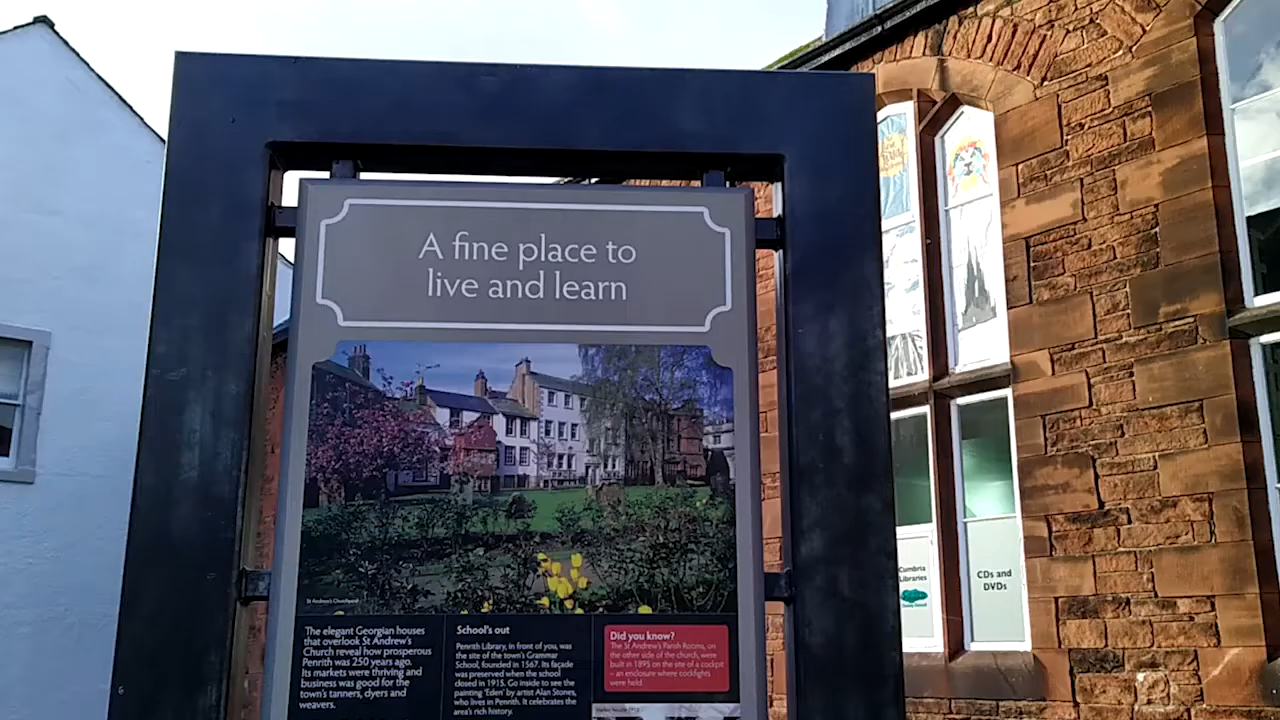 A fine place to
live and learn
St Andrew's Churchyard
The elegant Georgian houses
that overlook St Andrew's
Church reveal how prosperous
Penrith was 250 years ago.
Its markets were thriving and
business was good for the
town's tanners, dyers and
weavers.
School's out
Penrith Library, in front of you, was
the site of the town's Grammar
School, founded in 1567. Its façade
was preserved when the school
closed in 1915. Go inside to see the
painting 'Eden' by artist Alan Stones,
who lives in Penrith. It celebrates the
area's rich history.
Did you know?
The St Andrew's Parish Rooms, on
the other side of the church, were
built in 1895 on the site of a cockpit
– an enclosure where cockfights
were held.
Cumbria
Libraries
CDs and
DVDs